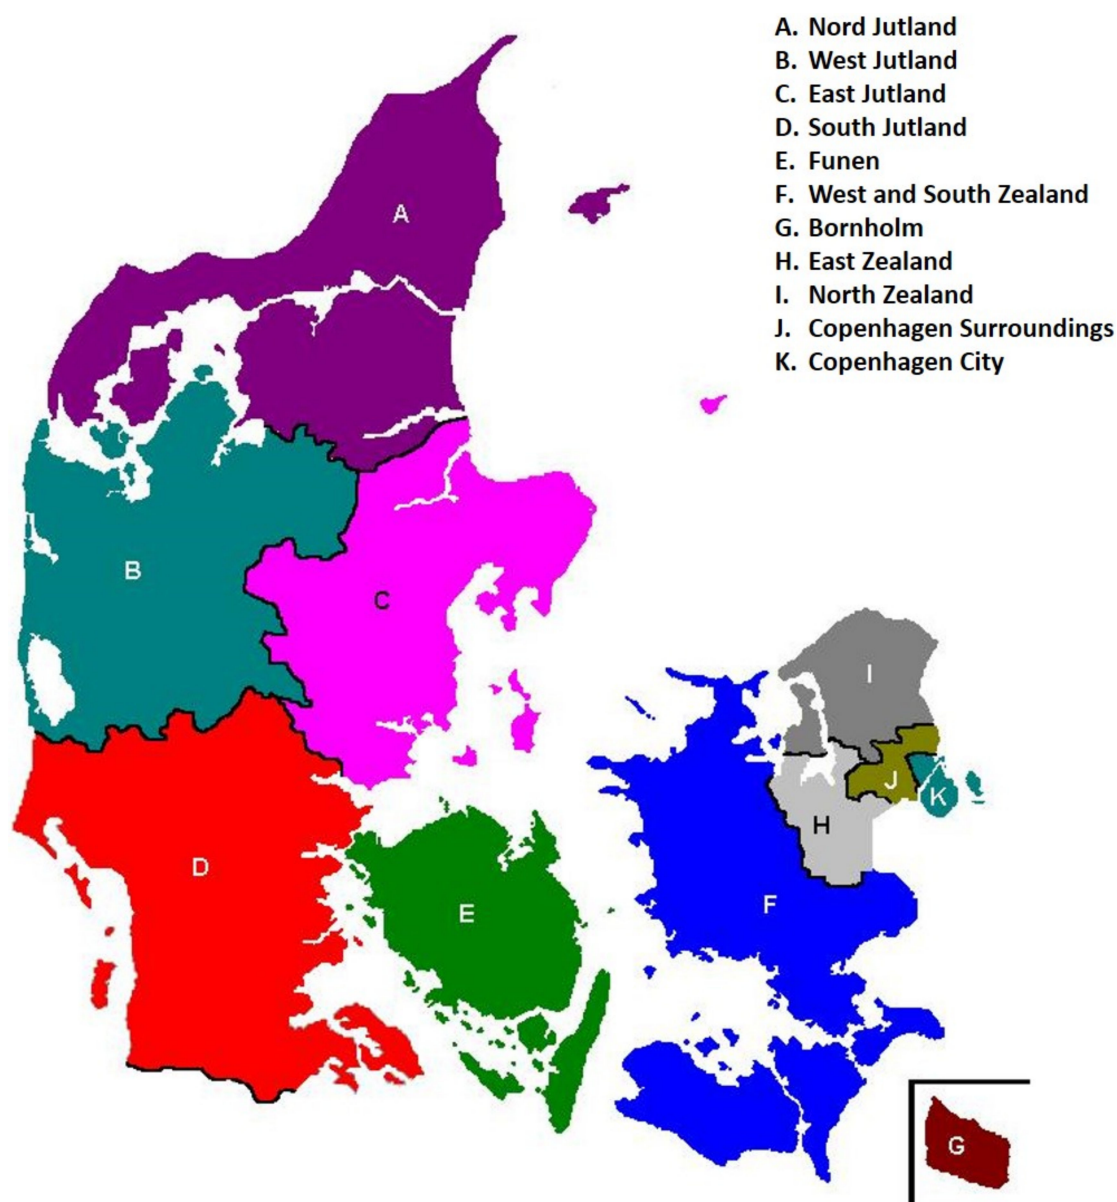 A. Nord Jutland
B. West Jutland
C. East Jutland
D. South Jutland
E. Funen
F. West and South Zealand
G. Bornholm
H. East Zealand
I. North Zealand
J. Copenhagen Surroundings
K. Copenhagen City
A
B
C
I
J
K
H
D
F
E
G